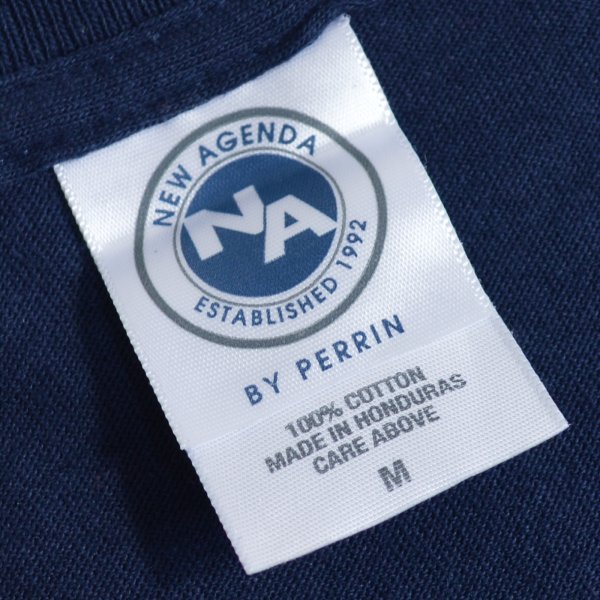 NEW AGENDA
NA
ESTABLISHED 1992
BY PERRIN
100% COTTON
MADE IN HONDURAS
CARE ABOVE
M